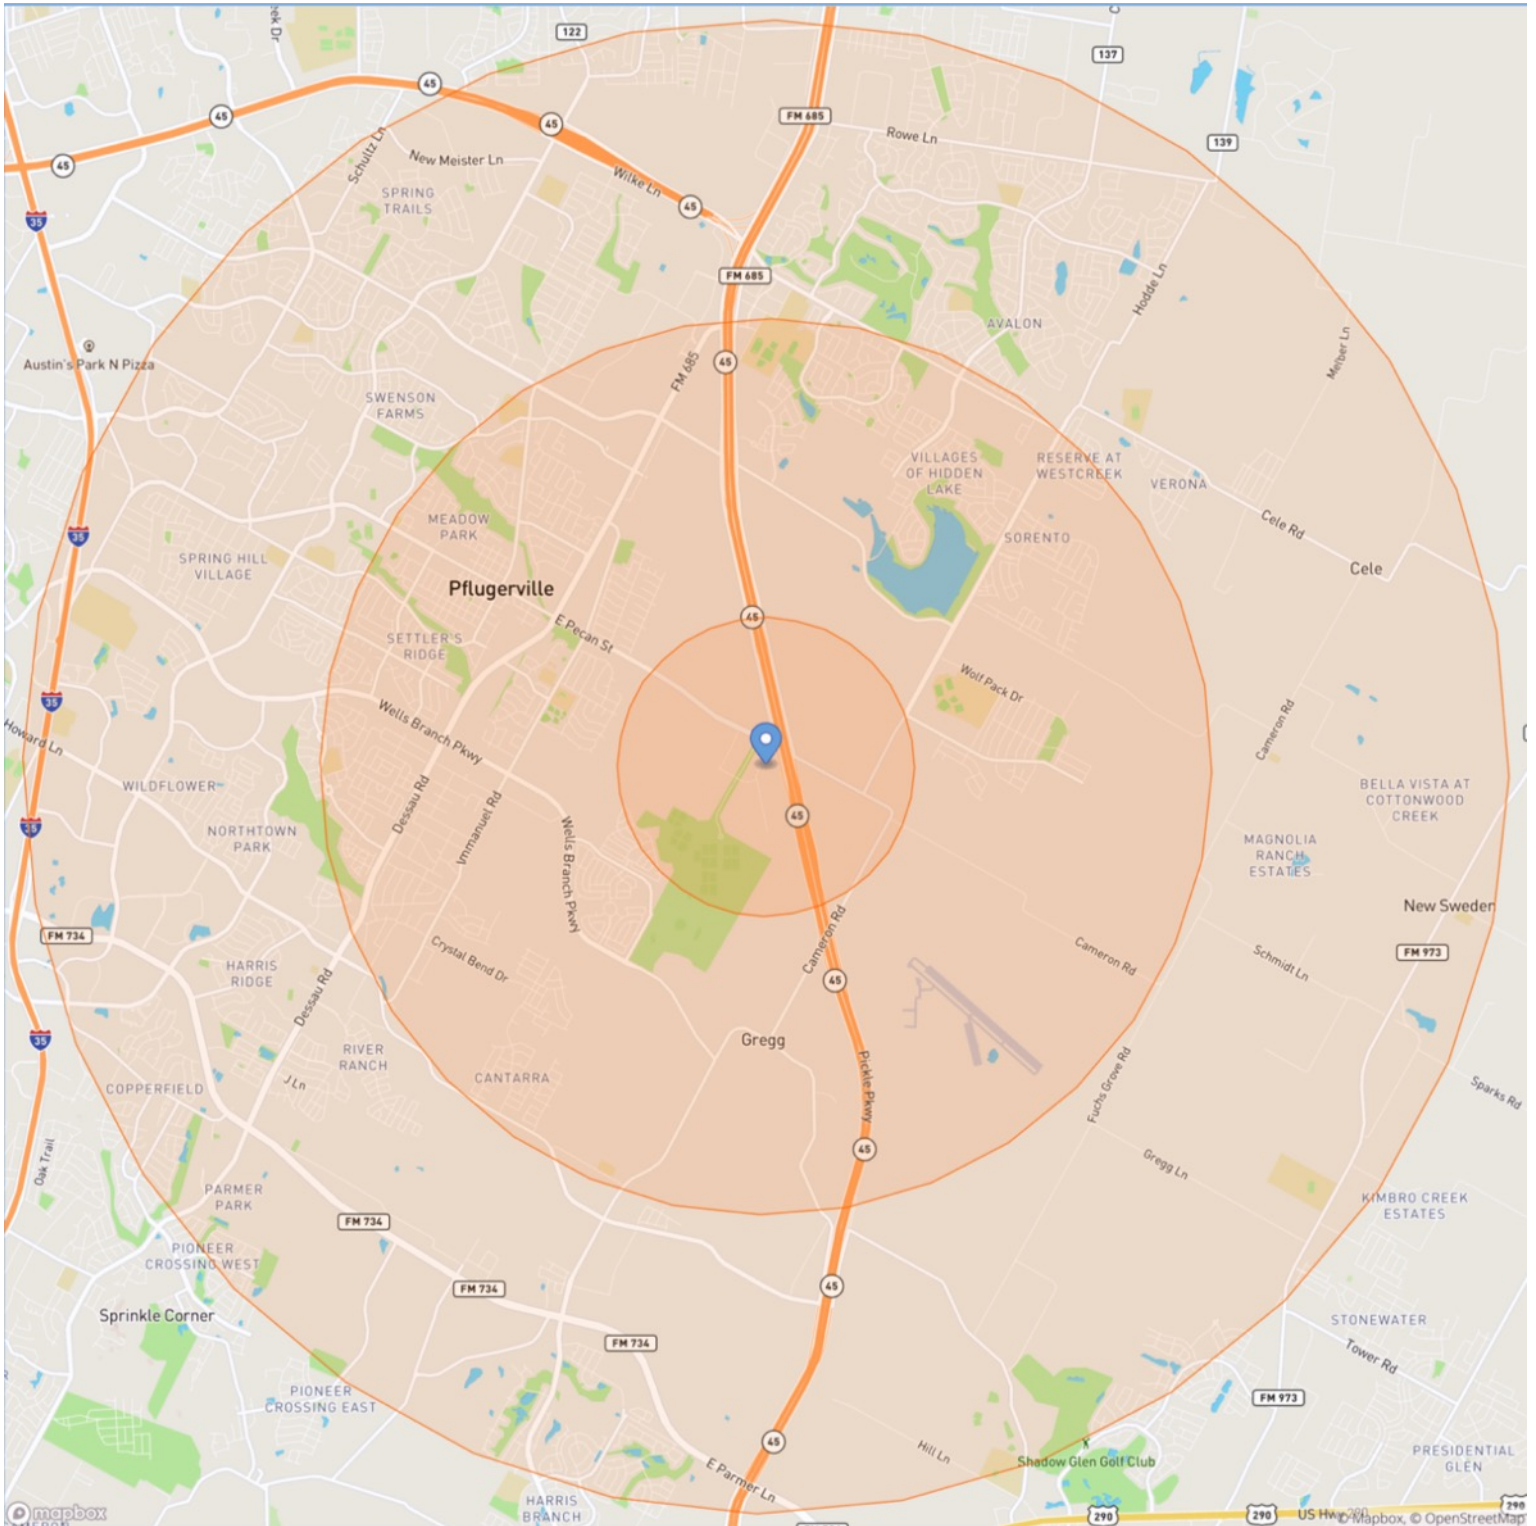 eek Dr
122
C
137
45
FM 685
Rowe Ln
139
45
45
45
New Meister Ln
Schultz Ln
Wilke Ln
SPRING
TRAILS
45
35
FM 685
Hodde Ln
AVALON
Austin's Park N Pizza
Melber Ln
45
FM 685
SWENSON
FARMS
VILLAGES
OF HIDDEN
LAKE
RESERVE AT
WESTCREEK
VERONA
MEADOW
PARK
Cele Rd
35
SORENTO
SPRING HILL
VILLAGE
Cele
Pflugerville
45
E Pecan St
SETTLER'S
RIDGE
Wolf Pack Dr
35
Howard Ln
Wells Branch Pkwy
Cameron Rd
WILDFLOWER
BELLA VISTA AT
COTTONWOOD
CREEK
Dessau Rd
45
35
NORTHTOWN
PARK
Immanuel Rd
Wells Branch Pkwy
MAGNOLIA
RANCH
ESTATES
New Sweden
FM 734
Cameron Rd
Crystal Bend Dr
Cameron Rd
FM 973
Schmidt Ln
HARRIS
RIDGE
45
Dessau Rd
35
Gregg
RIVER
RANCH
CANTARRA
J Ln
COPPERFIELD
Pickle Pkwy
Fuchs Grove Rd
Sparks Rd
45
Oak Trail
Gregg Ln
PARMER
PARK
KIMBRO CREEK
ESTATES
FM 734
PIONEER
CROSSING WEST
FM 734
45
Sprinkle Corner
STONEWATER
FM 734
Tower Rd
PIONEER
CROSSING EAST
FM 973
45
Hill Ln
Shadow Glen Golf Club
PRESIDENTIAL
GLEN
E Parmer Ln
HARRIS
BRANCH
mapbox
290
290
US Hwy 290
290
© Mapbox, © OpenStreetMap